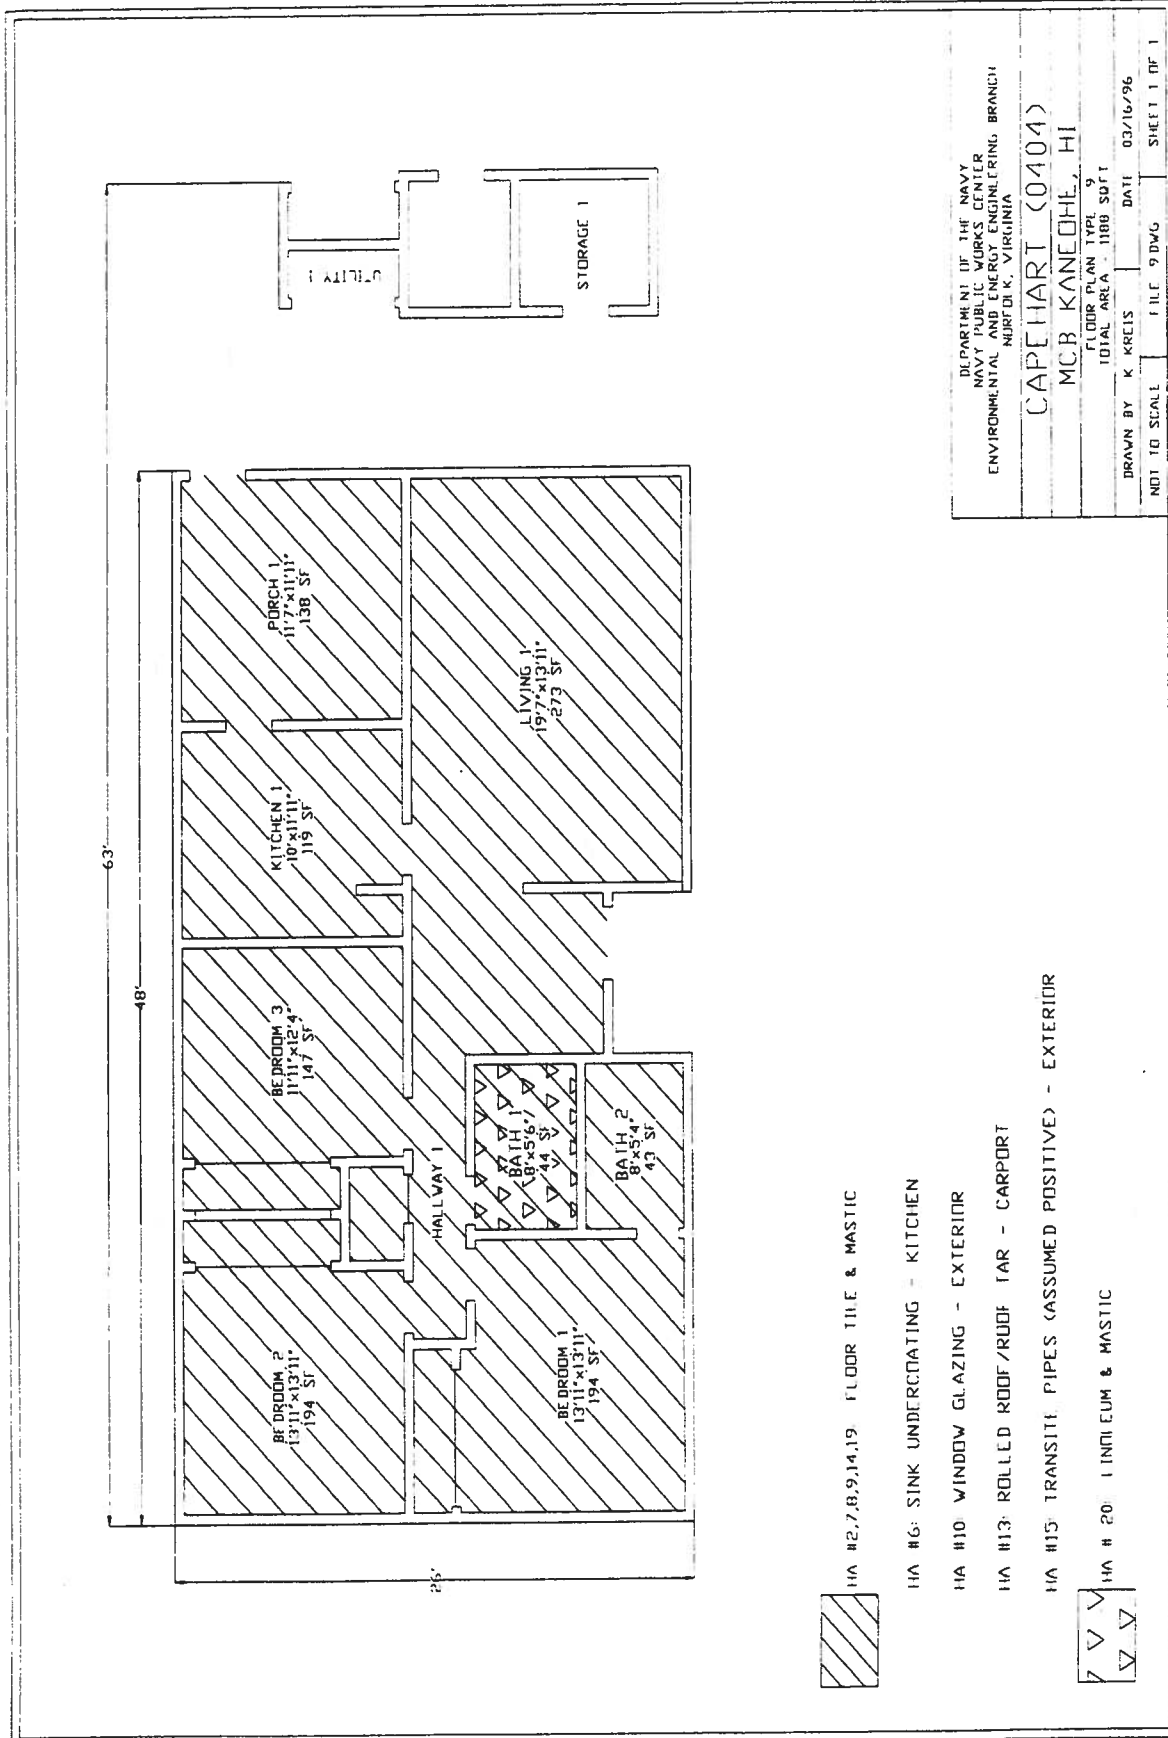 63'
48'
26'
UTILITY 1
STORAGE 1
PORCH 1
11'7"x11'11"
138 SF
KITCHEN 1
10'x11'11"
119 SF
LIVING 1
19'7"x13'11"
273 SF
BEDROOM 3
11'11"x12'4"
147 SF
HALLWAY 1
BATH 1
8'x5'6"
44 SF
BATH 2
8'x5'4"
43 SF
BEDROOM 2
13'11"x13'11"
194 SF
BEDROOM 1
13'11"x13'11"
194 SF
HA #2,7,8,9,14,19: FLOOR TILE & MASTIC
HA #6: SINK UNDERCOATING - KITCHEN
HA #10: WINDOW GLAZING - EXTERIOR
HA #13: ROLLED ROOF/ROOF TAR - CARPORT
HA #15: TRANSITE PIPES (ASSUMED POSITIVE) - EXTERIOR
HA # 20: LINOLEUM & MASTIC
DEPARTMENT OF THE NAVY
NAVY PUBLIC WORKS CENTER
ENVIRONMENTAL AND ENERGY ENGINEERING BRANCH
NORFOLK, VIRGINIA
CAPEHART (0404)
MCB KANEOHE, HI
FLOOR PLAN TYPE 9
TOTAL AREA - 1188 SQFT
DRAWN BY K KREIS DATE 03/16/96
NOT TO SCALE FILE 9DWG SHEET 1 OF 1